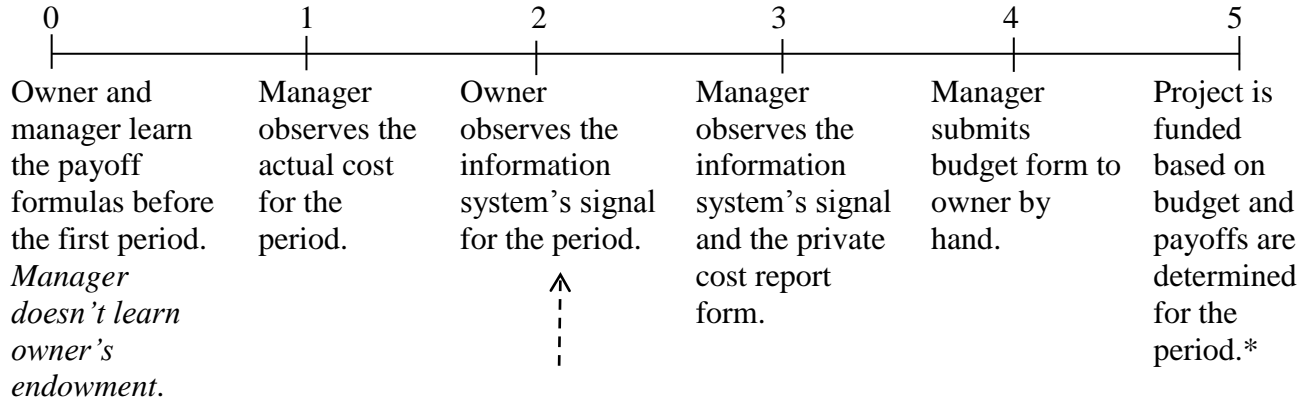 0 1 2 3 4 5
Owner and
manager learn
the payoff
formulas before
the first period.
Manager
doesn’t learn
owner’s
endowment.
Manager
observes the
actual cost
for the
period.
Owner
observes the
information
system’s signal
for the period.
Manager
observes the
information
system’s signal
and the private
cost report
form.
Manager
submits
budget form to
owner by
hand.
Project is
funded
based on
budget and
payoffs are
determined
for the
period.*